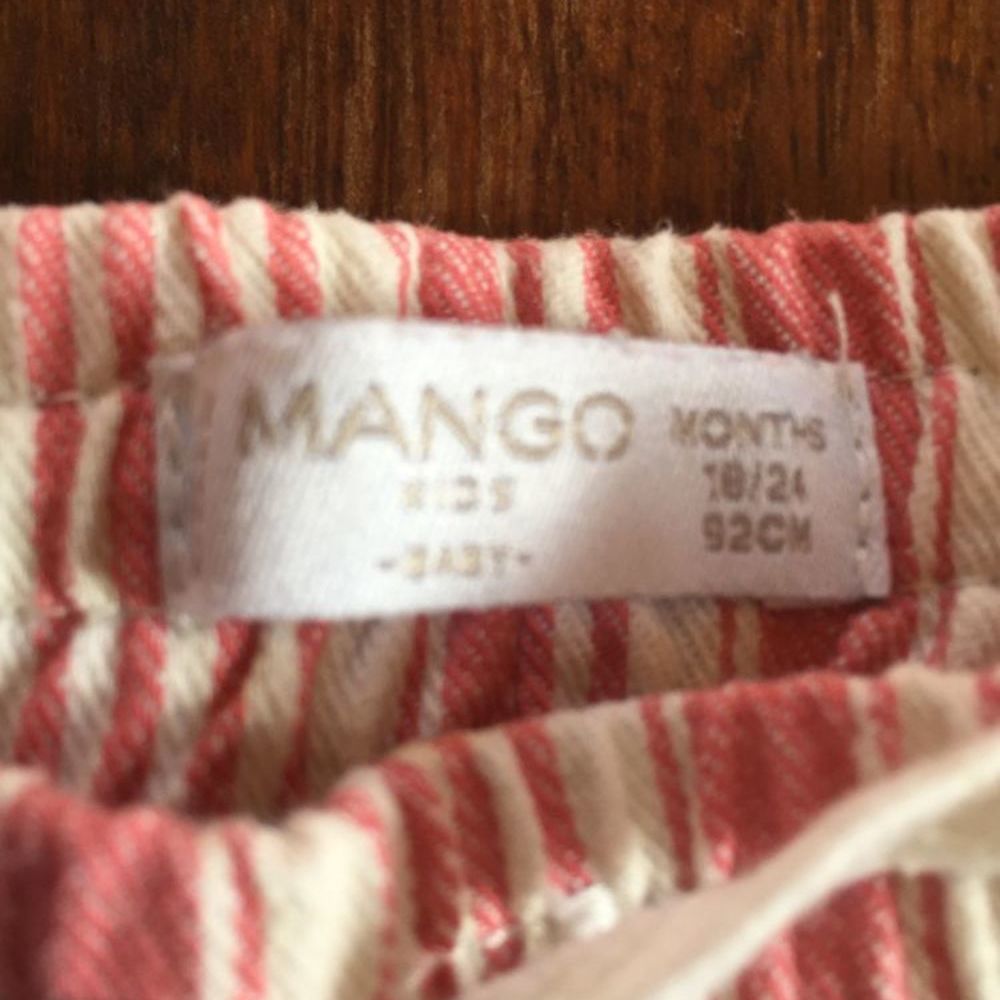 MANGO
KIDS
-BABY-
MONTHS
18/24
92CM